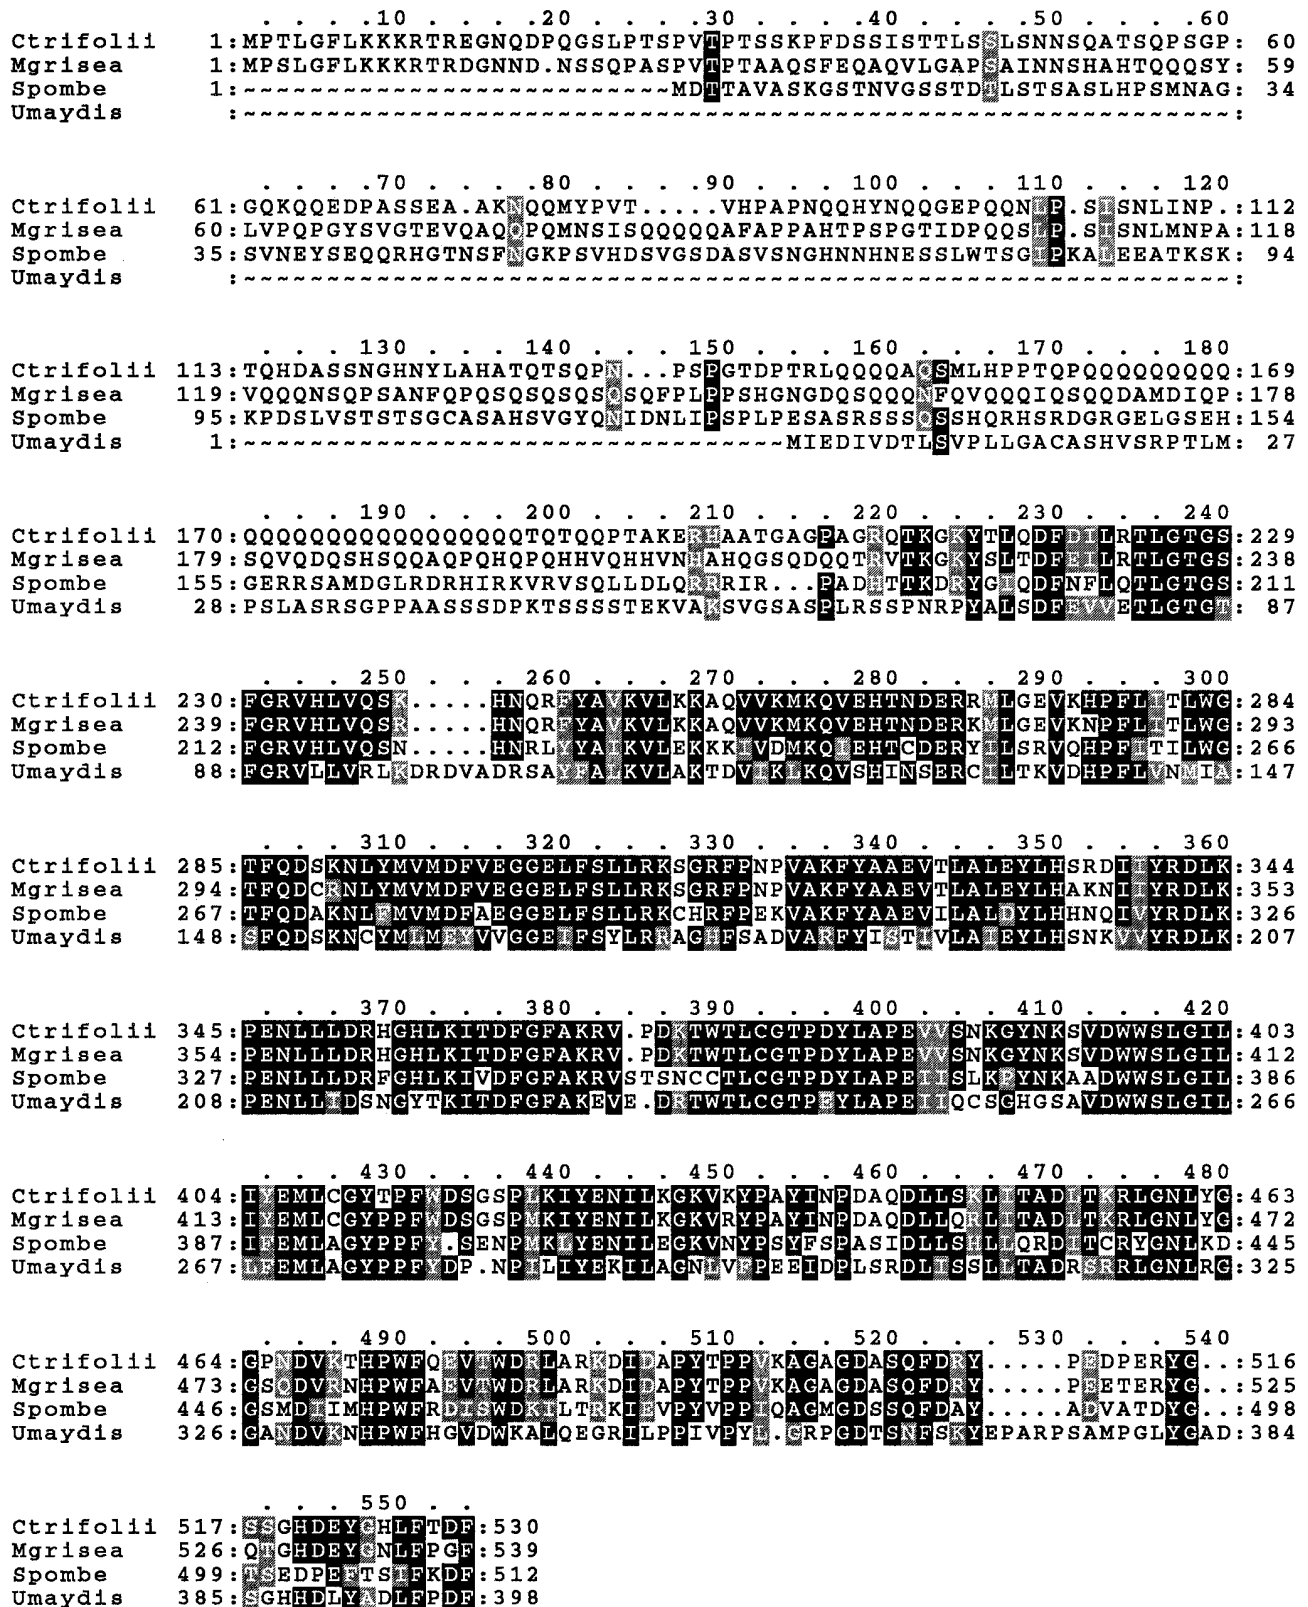 . . . .10 . . . .20 . . . .30 . . . .40 . . . .50 . . . .60
Ctrifolii 1:MPTLGFLKKKRTREGNQDPQGSLPTSPVTPTSSKPFDSSISTTLSSLSNNSQATSQPSGP: 60
Mgrisea 1:MPSLGFLKKKRTRDGNND.NSSQPASPVTPTAAQSFEQAQVLGAPSAINNSHAHTQQQSY: 59
Spombe 1:~~~~~~~~~~~~~~~~~~~~~~~~~~MDTTAVASKGSTNVGSSTDTLSTSASLHPSMNAG: 34
Umaydis :~~~~~~~~~~~~~~~~~~~~~~~~~~~~~~~~~~~~~~~~~~~~~~~~~~~~~~~~~~~~:
. . . .70 . . . .80 . . . .90 . . . 100 . . . 110 . . . 120
Ctrifolii 61:GQKQQEDPASSEA.AKNQQMYPVT.....VHPAPNQQHYNQQGEPQQNLP.SISNLINP.:112
Mgrisea 60:LVPQPGYSVGTEVQAQQPQMNSISQQQQQAFAPPAHTPSPGTIDPQQSLP.SISNLMNPA:118
Spombe 35:SVNEYSEQQRHGTNSFNGKPSVHDSVGSDASVSNGHNNHNESSLWTSGIPKALEEATKSK: 94
Umaydis :~~~~~~~~~~~~~~~~~~~~~~~~~~~~~~~~~~~~~~~~~~~~~~~~~~~~~~~~~~~~:
. . . 130 . . . 140 . . . 150 . . . 160 . . . 170 . . . 180
Ctrifolii 113:TQHDASSNGHNYLAHATQTSQPN...PSPGTDPTRLQQQQAQSMLHPPTQPQQQQQQQQQ:169
Mgrisea 119:VQQQNSQPSANFQPQSQSQSQSQSQFPLPPSHGNGDQSQQQNFQVQQQIQSQQDAMDIQP:178
Spombe 95:KPDSLVSTSTSGCASAHSVGYQNIDNLIPSPLPESASRSSSQSSHQRHSRDGRGELGSEH:154
Umaydis 1:~~~~~~~~~~~~~~~~~~~~~~~~~~~~~~~~~MIEDIVDTLSVPLLGACASHVSRPTLM: 27
. . . 190 . . . 200 . . . 210 . . . 220 . . . 230 . . . 240
Ctrifolii 170:QQQQQQQQQQQQQQQQQTQTQQPTAKERHAATGAGPAGRQTKGKYTLQDFDILRTLGTGS:229
Mgrisea 179:SQVQDQSHSQQAQPQHQPQHHVQHHVNHAHQGSQDQQTRVTKGKYSLTDFEILRTLGTGS:238
Spombe 155:GERRSAMDGLRDRHIRKVRVSQLLDLQRRRIR...PADHTTKDRYGIQDFNFLQTLGTGS:211
Umaydis 28:PSLASRSGPPAASSSDPKTSSSSTEKVAKSVGSASPLRSSPNRPYALSDFEVVETLGTGT: 87
. . . 250 . . . 260 . . . 270 . . . 280 . . . 290 . . . 300
Ctrifolii 230:FGRVHLVQSK.....HNQRFYAVKVLKKAQVVKMKQVEHTNDERRMLGEVKHPFLITLWG:284
Mgrisea 239:FGRVHLVQSR.....HNQRFYAVKVLKKAQVVKMKQVEHTNDERKMLGEVKNPFLITLWG:293
Spombe 212:FGRVHLVQSN.....HNRLYYAIKVLEKKKIVDMKQIEHTCDERYILSRVQHPFITILWG:266
Umaydis 88:FGRVLLVRLKDRDVADRSAYFALKVLAKTDVIKLKQVSHINSERCILTKVDHPFLVNMIA:147
. . . 310 . . . 320 . . . 330 . . . 340 . . . 350 . . . 360
Ctrifolii 285:TFQDSKNLYMVMDFVEGGELFSLLRKSGRFPNPVAKFYAAEVTLALEYLHSRDIIYRDLK:344
Mgrisea 294:TFQDCRNLYMVMDFVEGGELFSLLRKSGRFPNPVAKFYAAEVTLALEYLHAKNIIYRDLK:353
Spombe 267:TFQDAKNLFMVMDFAEGGELFSLLRKCHRFPEKVAKFYAAEVILALDYLHHNQIVYRDLK:326
Umaydis 148:SFQDSKNCYMLMEYVVGGEIFSYLRRAGHFSADVARFYISTIVLAIEYLHSNKVVYRDLK:207
. . . 370 . . . 380 . . . 390 . . . 400 . . . 410 . . . 420
Ctrifolii 345:PENLLLDRHGHLKITDFGFAKRV.PDKTWTLCGTPDYLAPEVVSNKGYNKSVDWWSLGIL:403
Mgrisea 354:PENLLLDRHGHLKITDFGFAKRV.PDKTWTLCGTPDYLAPEVVSNKGYNKSVDWWSLGIL:412
Spombe 327:PENLLLDRFGHLKIVDFGFAKRVSTSNCCTLCGTPDYLAPEIISLKPYNKAADWWSLGIL:386
Umaydis 208:PENLLIDSNGYTKITDFGFAKEVE.DRTWTLCGTPEYLAPEIIQCSGHGSAVDWWSLGIL:266
. . . 430 . . . 440 . . . 450 . . . 460 . . . 470 . . . 480
Ctrifolii 404:IYEMLCGYTPFWDSGSPLKIYENILKGKVKYPAYINPDAQDLLSKLITADLTKRLGNLYG:463
Mgrisea 413:IYEMLCGYPPFWDSGSPMKIYENILKGKVRYPAYINPDAQDLLQRLITADLTKRLGNLYG:472
Spombe 387:IFEMLAGYPPFY.SENPMKLYENILEGKVNYPSYFSPASIDLLSHLLQRDITCRYGNLKD:445
Umaydis 267:LFEMLAGYPPFYDP.NPILIYEKILAGNLVFPEEIDPLSRDLISSLLTADRSRRLGNLRG:325
. . . 490 . . . 500 . . . 510 . . . 520 . . . 530 . . . 540
Ctrifolii 464:GPNDVKTHPWFQEVTWDRLARKDIDAPYTPPVKAGAGDASQFDRY.....PEDPERYG..:516
Mgrisea 473:GSQDVRNHPWFAEVTWDRLARKDIDAPYTPPVKAGAGDASQFDRY.....PEETERYG..:525
Spombe 446:GSMDIIMHPWFRDISWDKILTRKIEVPYVPPIQAGMGDSSQFDAY.....ADVATDYG..:498
Umaydis 326:GANDVKNHPWFHGVDWKALQEGRILPPIVPYL.GRPGDTSNFSKYEPARPSAMPGLYGAD:384
. . . 550 . .
Ctrifolii 517:SSGHDEYGHLFTDF:530
Mgrisea 526:QTGHDEYGNLFPGF:539
Spombe 499:TSEDPEFTSIFKDF:512
Umaydis 385:SGHHDLYADLFPDF:398